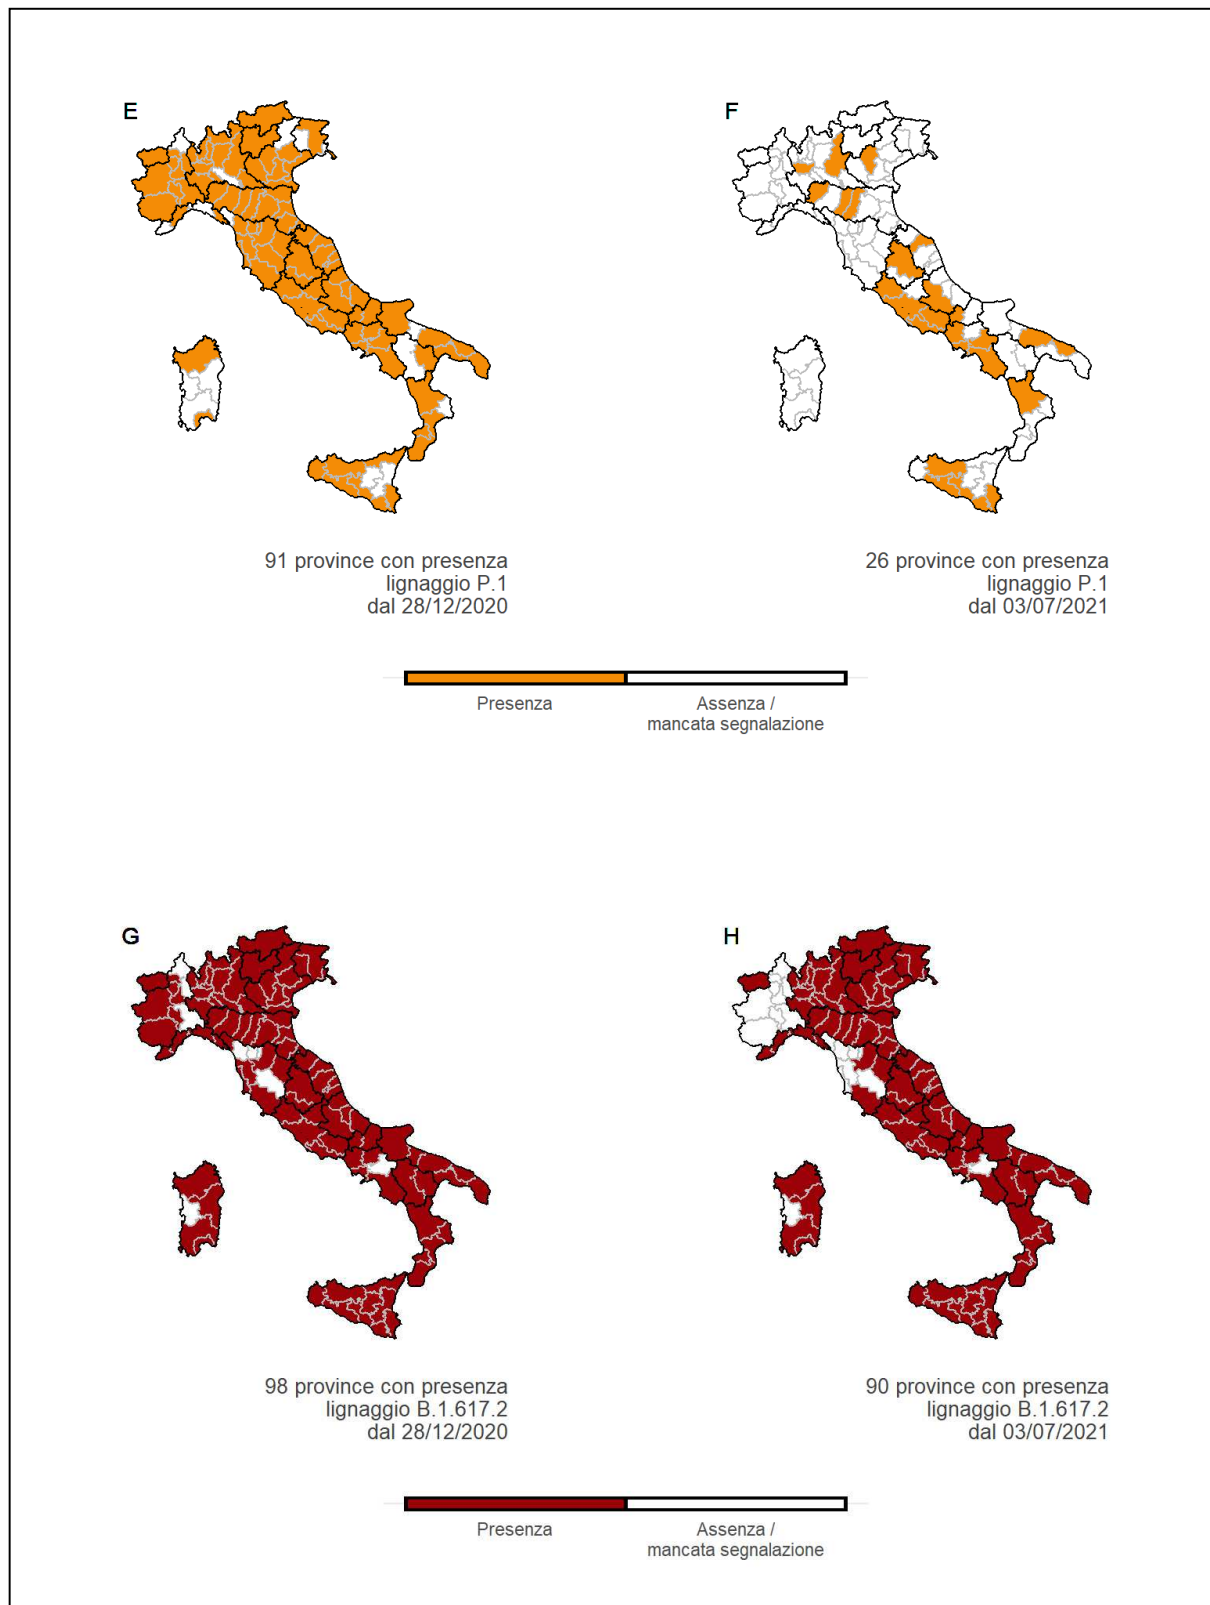 E
F
91 province con presenza
lignaggio P.1
dal 28/12/2020
26 province con presenza
lignaggio P.1
dal 03/07/2021
Presenza
Assenza /
mancata segnalazione
G
H
98 province con presenza
lignaggio B.1.617.2
dal 28/12/2020
90 province con presenza
lignaggio B.1.617.2
dal 03/07/2021
Presenza
Assenza /
mancata segnalazione